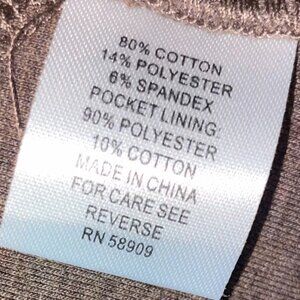 80% COTTON
14% POLYESTER
6% SPANDEX
POCKET LINING:
90% POLYESTER
10% COTTON
MADE IN CHINA
FOR CARE SEE
REVERSE
RN 58909